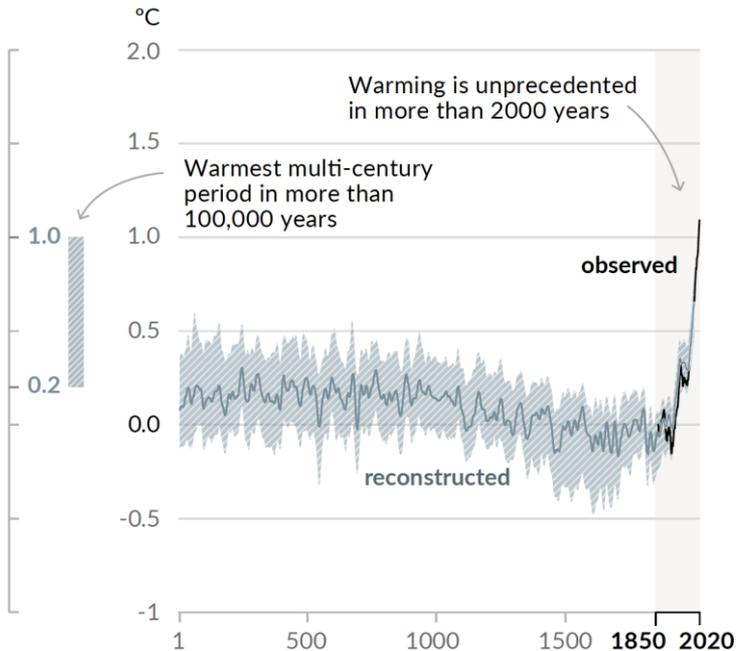 ºC
2.0
Warming is unprecedented
in more than 2000 years
1.5
Warmest multi-century
period in more than
100,000 years
1.0
1.0
observed
0.5
0.2
0.0
reconstructed
-0.5
-1
1 500 1000 1500 1850 2020